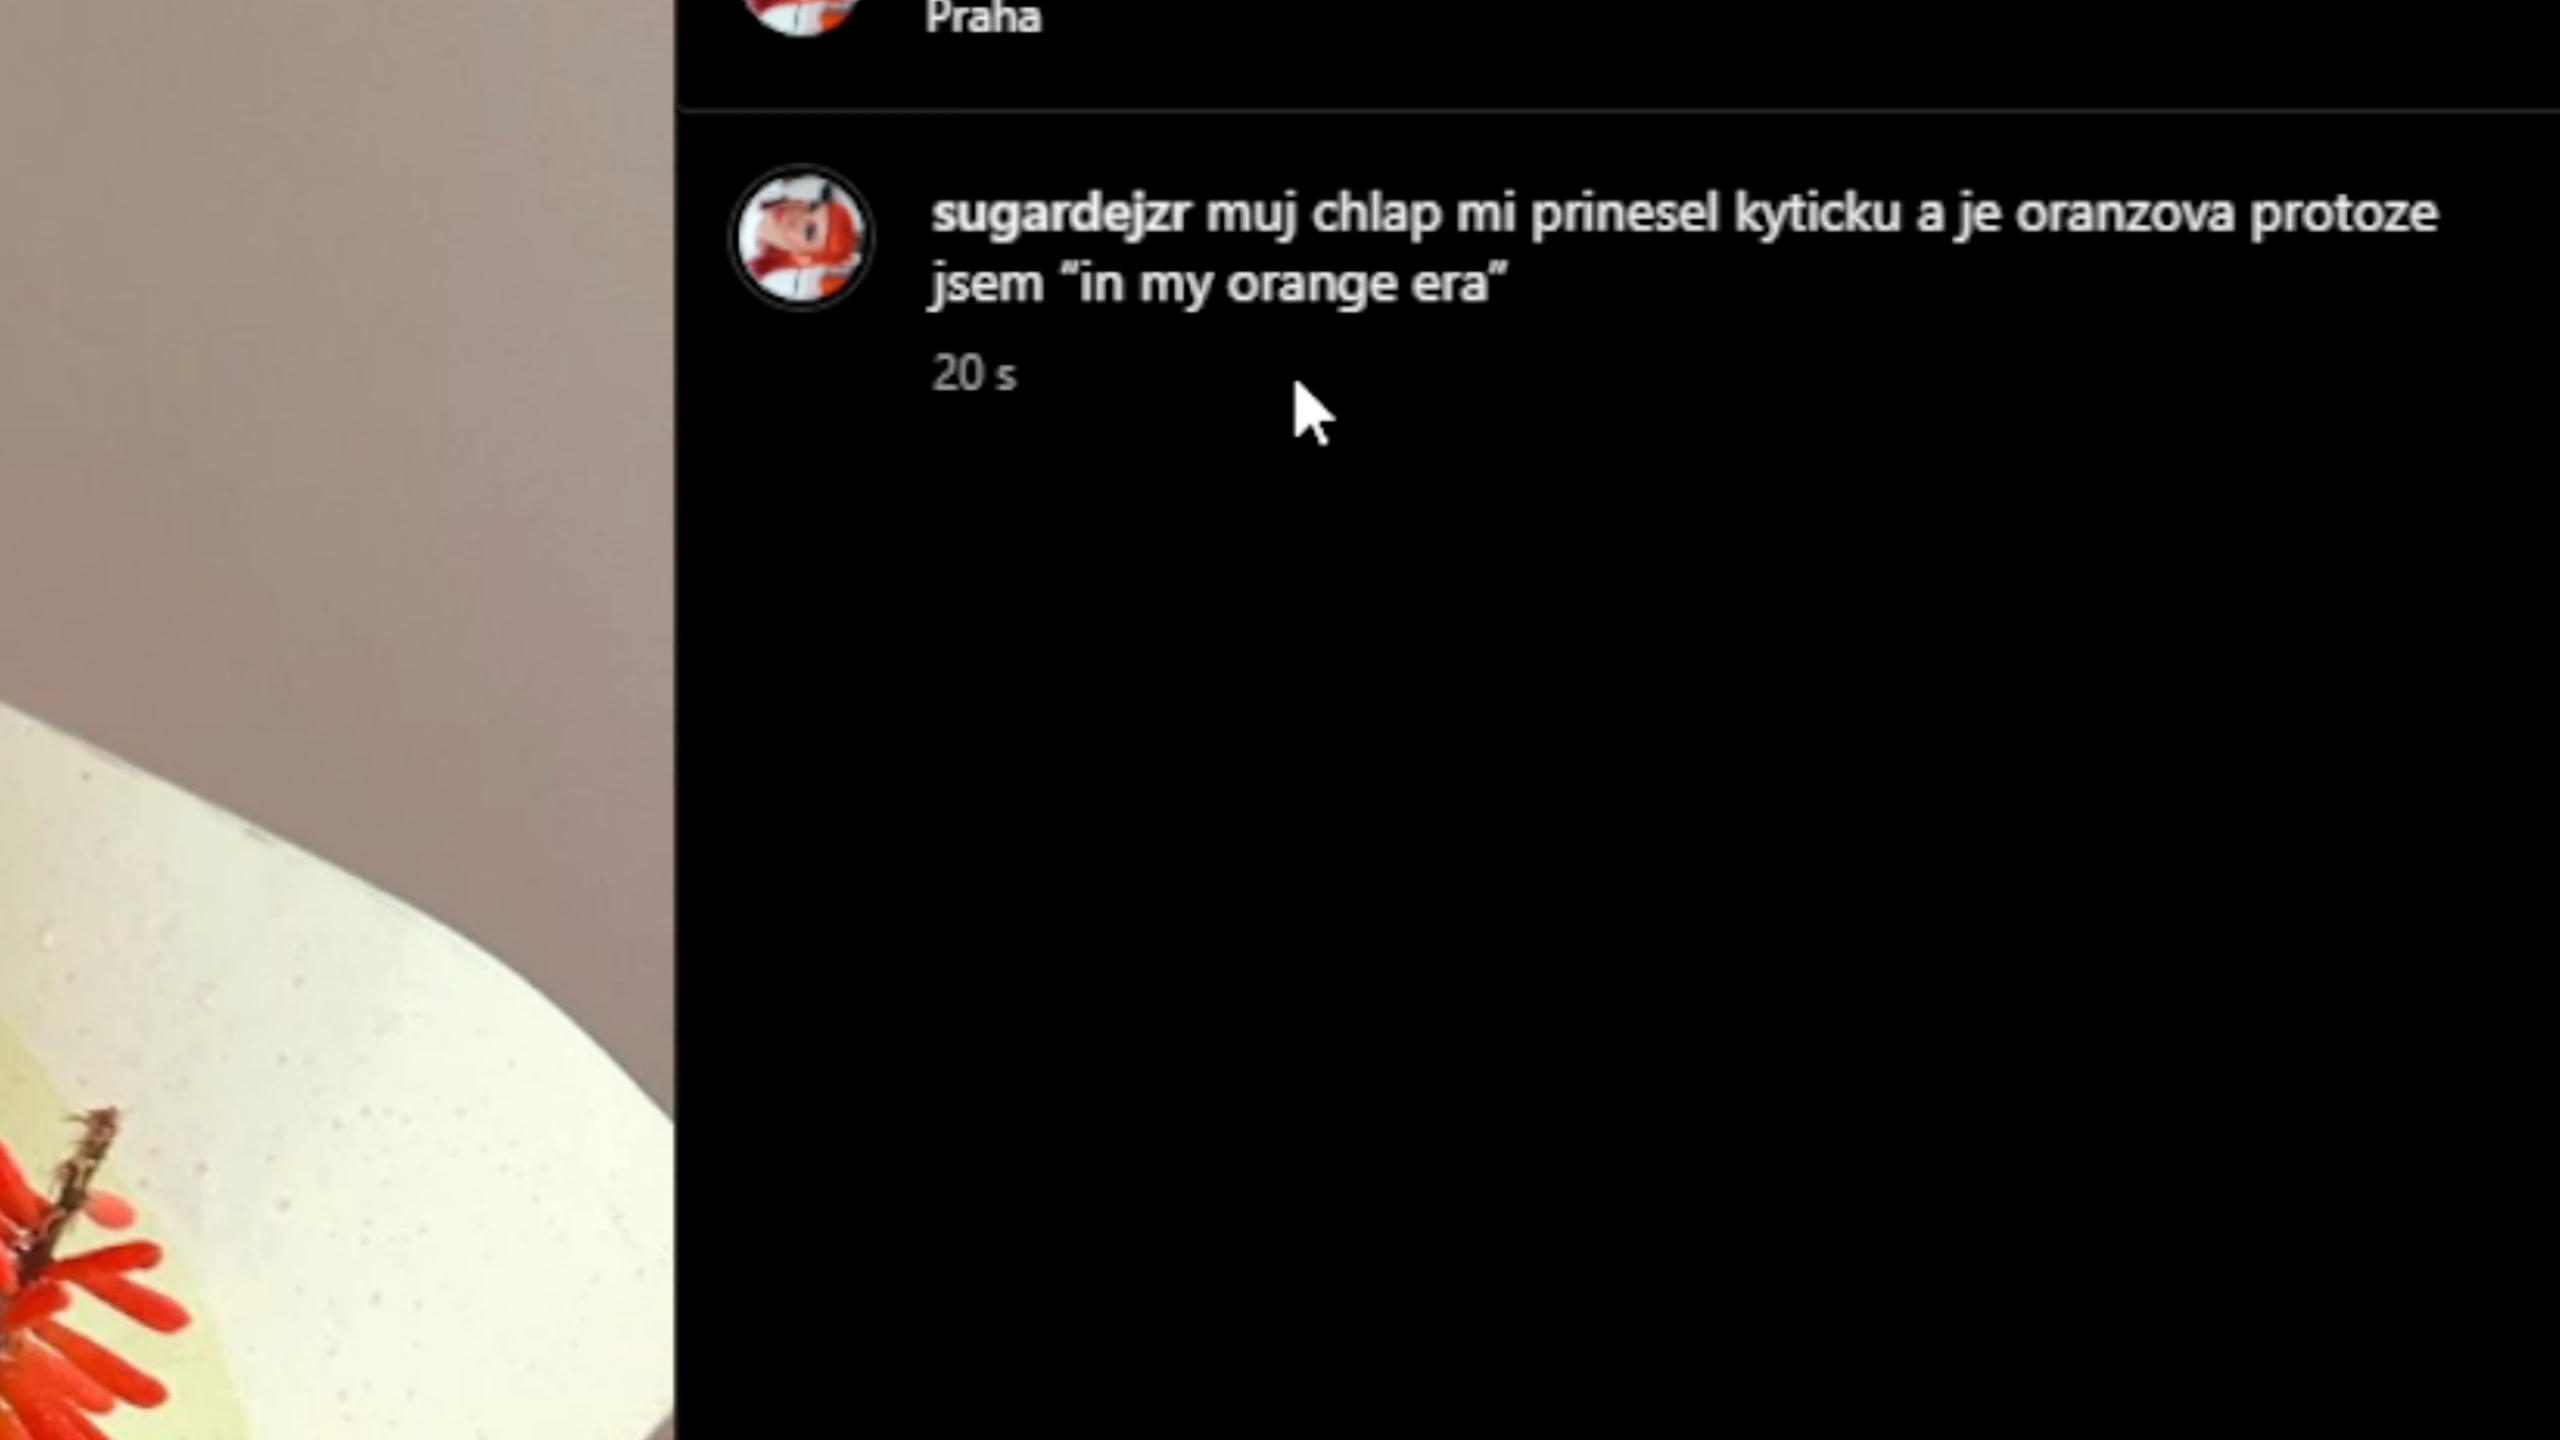 Praha
sugardejzr muj chlap mi prinesel kyticku a je oranzova protoze
jsem “in my orange era”
20 s